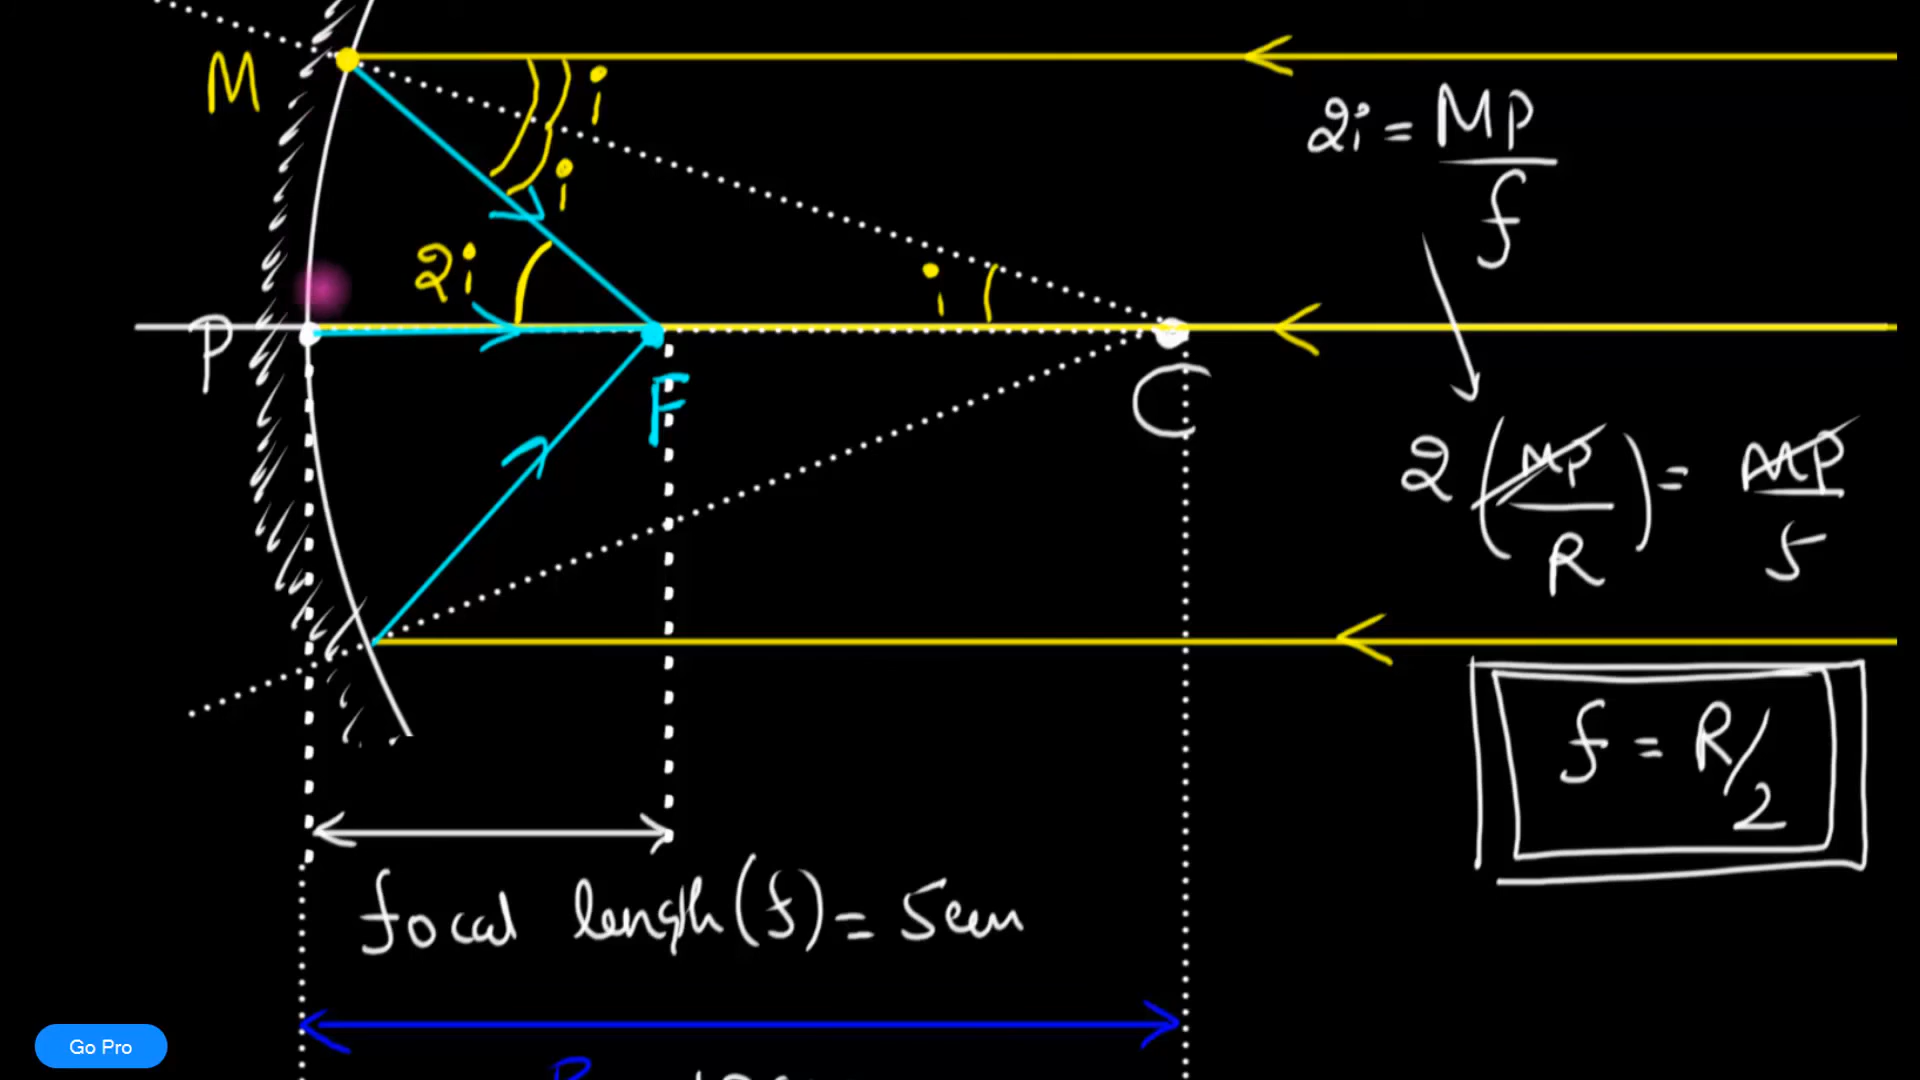 M
i
i
2i = MP/f
2i
i
P
F
C
2(MP/R) = MP/f
f = R/2
focal length(f) = 5cm
Go Pro